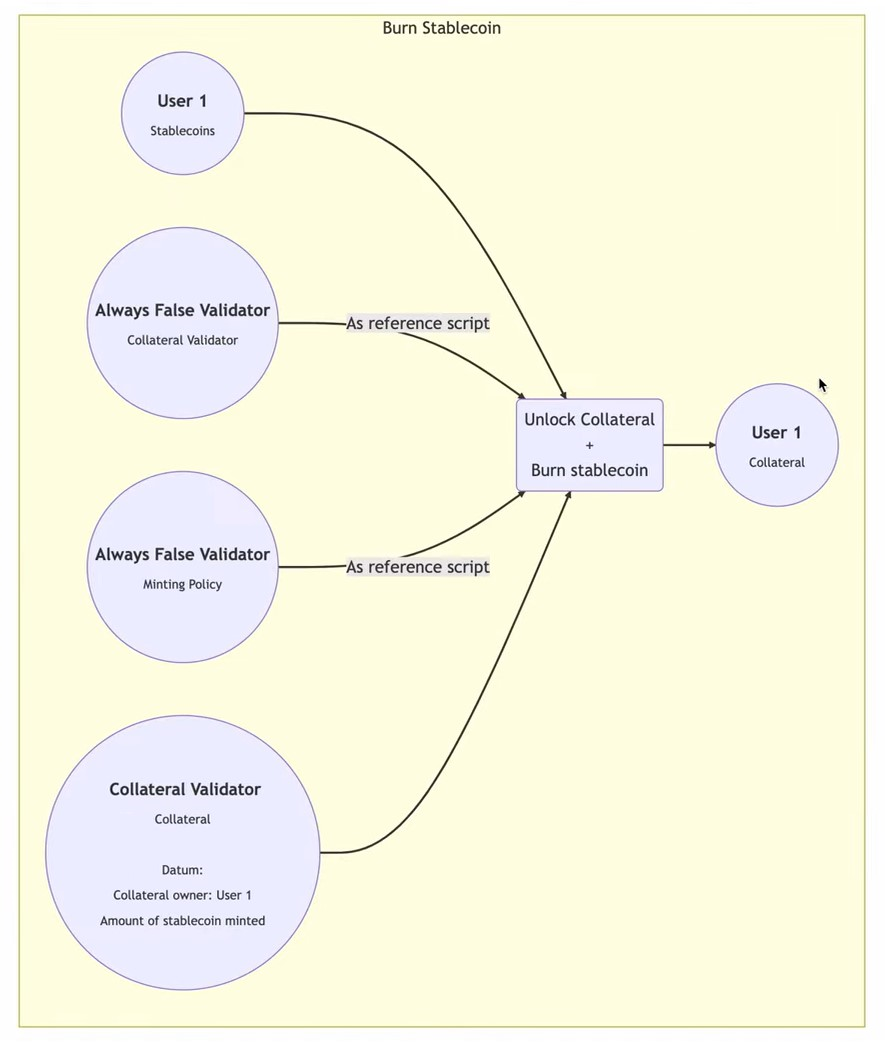 Burn Stablecoin
User 1
Stablecoins
Always False Validator
Collateral Validator
As reference script
Unlock Collateral
+
Burn stablecoin
User 1
Collateral
Always False Validator
Minting Policy
As reference script
Collateral Validator
Collateral
Datum:
Collateral owner: User 1
Amount of stablecoin minted